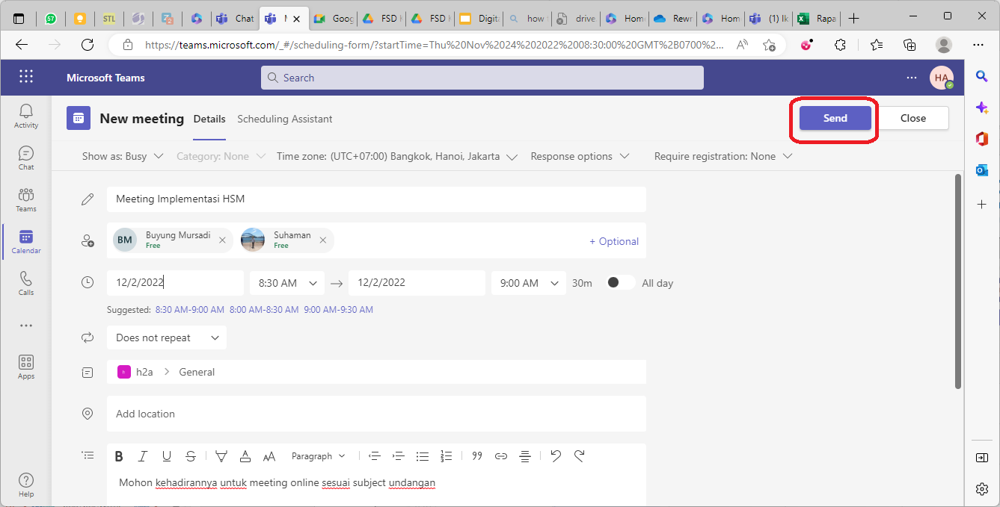 57 STL Z2 Chat M Goog FSD H FSD H Digita how t drive Hom Rewr Hom (1) Ik Rapa
https://teams.microsoft.com/_#/scheduling-form/?startTime=Thu%20Nov%2024%202022%2008:30:00%20GMT%2B0700%2...
Microsoft Teams
Search
HA
Activity
Chat
Teams
Calendar
Calls
Apps
Help
New meeting Details Scheduling Assistant
Send Close
Show as: Busy Category: None Time zone: (UTC+07:00) Bangkok, Hanoi, Jakarta Response options Require registration: None
Meeting Implementasi HSM
BM Buyung Mursadi Suhaman
Free Free
+ Optional
12/2/2022 8:30 AM → 12/2/2022 9:00 AM 30m All day
Suggested: 8:30 AM-9:00 AM 8:00 AM-8:30 AM 9:00 AM-9:30 AM
Does not repeat
h2a > General
Add location
B I U S A AA Paragraph
Mohon kehadirannya untuk meeting online sesuai subject undangan